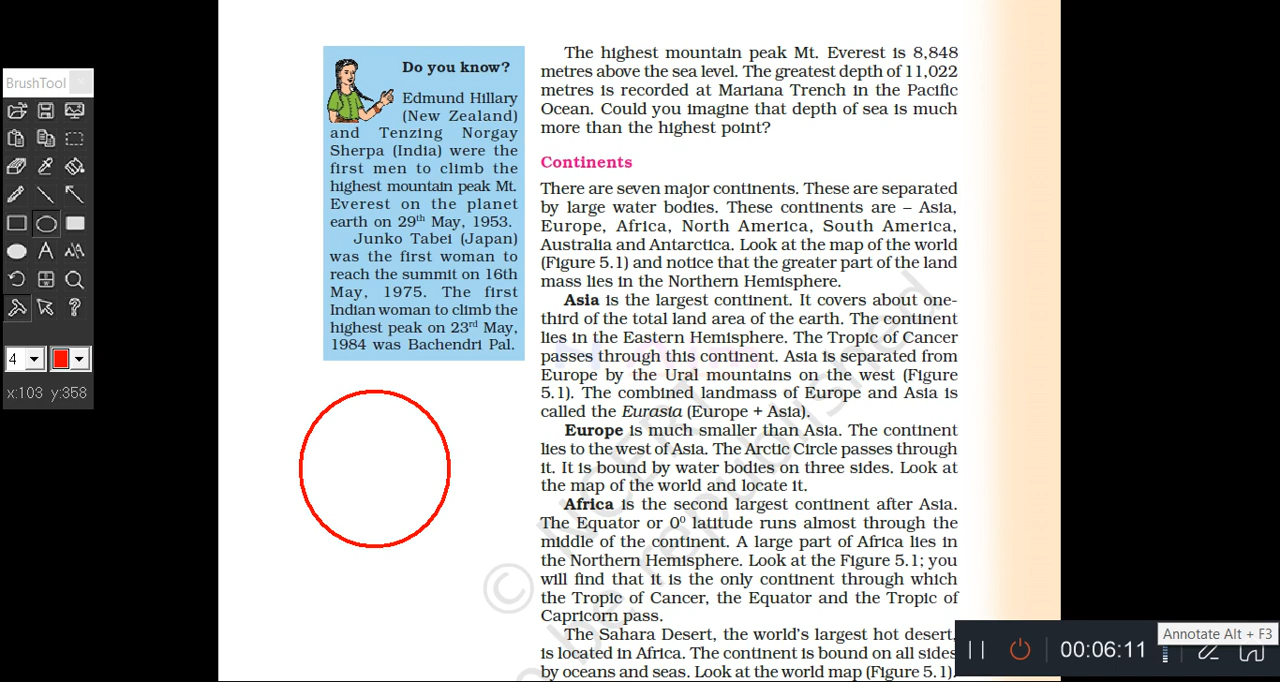 BrushTool
4
x:103 y:358
Do you know?
Edmund Hillary
(New Zealand)
and Tenzing Norgay
Sherpa (India) were the
first men to climb the
highest mountain peak Mt.
Everest on the planet
earth on 29th May, 1953.
Junko Tabei (Japan)
was the first woman to
reach the summit on 16th
May, 1975. The first
Indian woman to climb the
highest peak on 23rd May,
1984 was Bachendri Pal.
The highest mountain peak Mt. Everest is 8,848
metres above the sea level. The greatest depth of 11,022
metres is recorded at Mariana Trench in the Pacific
Ocean. Could you imagine that depth of sea is much
more than the highest point?
Continents
There are seven major continents. These are separated
by large water bodies. These continents are – Asia,
Europe, Africa, North America, South America,
Australia and Antarctica. Look at the map of the world
(Figure 5.1) and notice that the greater part of the land
mass lies in the Northern Hemisphere.
Asia is the largest continent. It covers about one-
third of the total land area of the earth. The continent
lies in the Eastern Hemisphere. The Tropic of Cancer
passes through this continent. Asia is separated from
Europe by the Ural mountains on the west (Figure
5.1). The combined landmass of Europe and Asia is
called the Eurasia (Europe + Asia).
Europe is much smaller than Asia. The continent
lies to the west of Asia. The Arctic Circle passes through
it. It is bound by water bodies on three sides. Look at
the map of the world and locate it.
Africa is the second largest continent after Asia.
The Equator or 0⁰ latitude runs almost through the
middle of the continent. A large part of Africa lies in
the Northern Hemisphere. Look at the Figure 5.1; you
will find that it is the only continent through which
the Tropic of Cancer, the Equator and the Tropic of
Capricorn pass.
The Sahara Desert, the world's largest hot desert,
is located in Africa. The continent is bound on all sides
by oceans and seas. Look at the world map (Figure 5.1).
© NCERT
be republished
00:06:11
Annotate Alt + F3